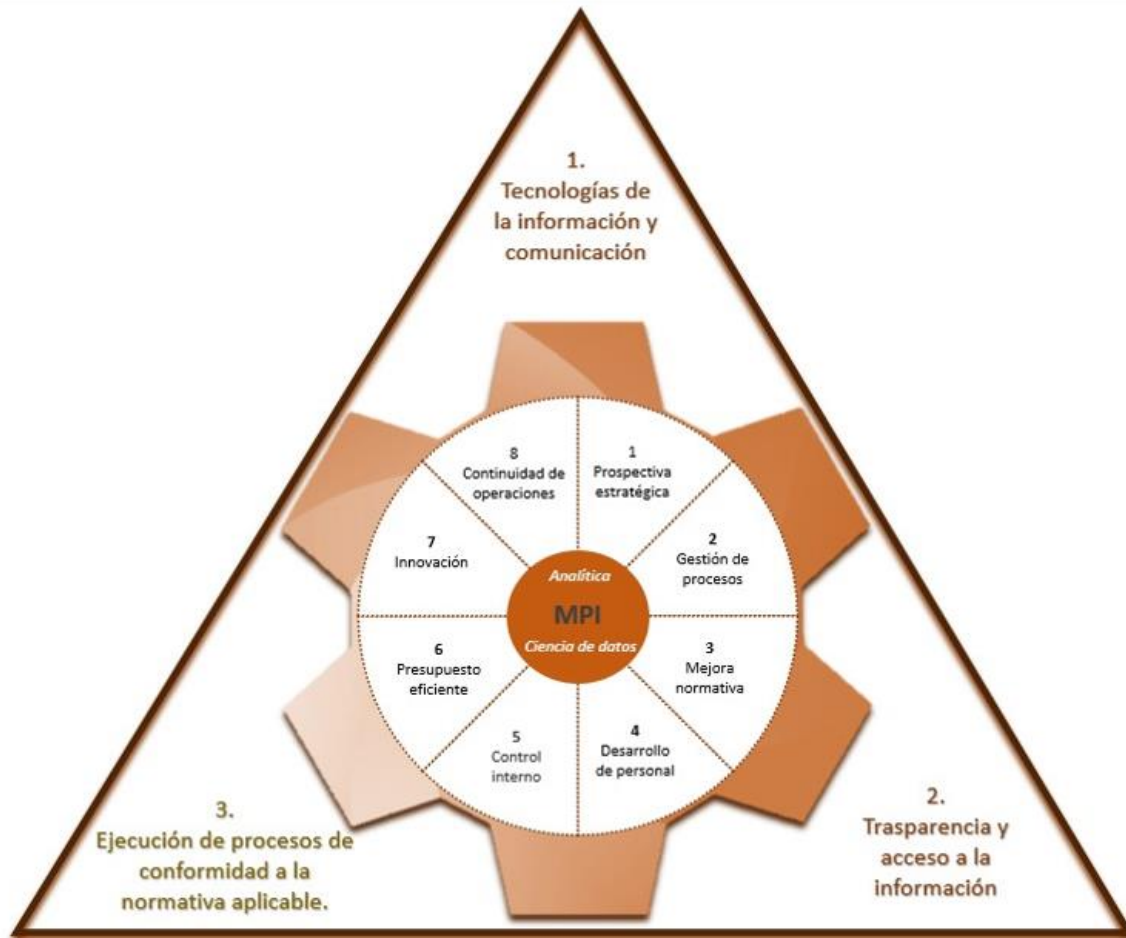 1.
Tecnologías de
la información y
comunicación
8
Continuidad de
operaciones
1
Prospectiva
estratégica
7
Innovación
2
Gestión de
procesos
Analítica
MPI
Ciencia de datos
6
Presupuesto
eficiente
3
Mejora
normativa
5
Control
interno
4
Desarrollo
de personal
3.
Ejecución de procesos de
conformidad a la
normativa aplicable.
2.
Trasparencia y
acceso a la
información